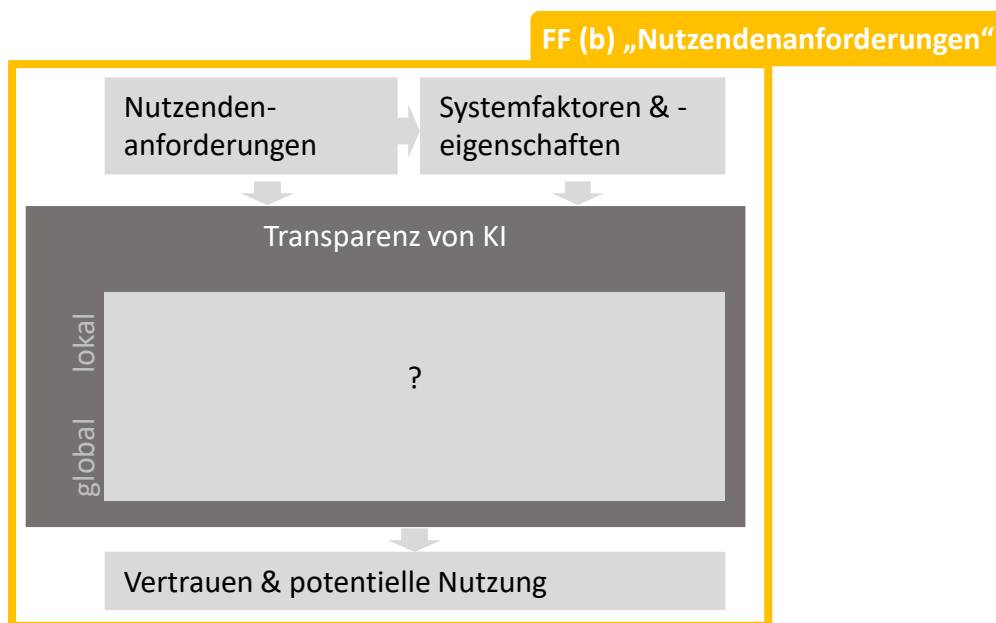 FF (b) „Nutzendenanforderungen“
Nutzenden-
anforderungen
Systemfaktoren & -
eigenschaften
Transparenz von KI
lokal
?
global
Vertrauen & potentielle Nutzung